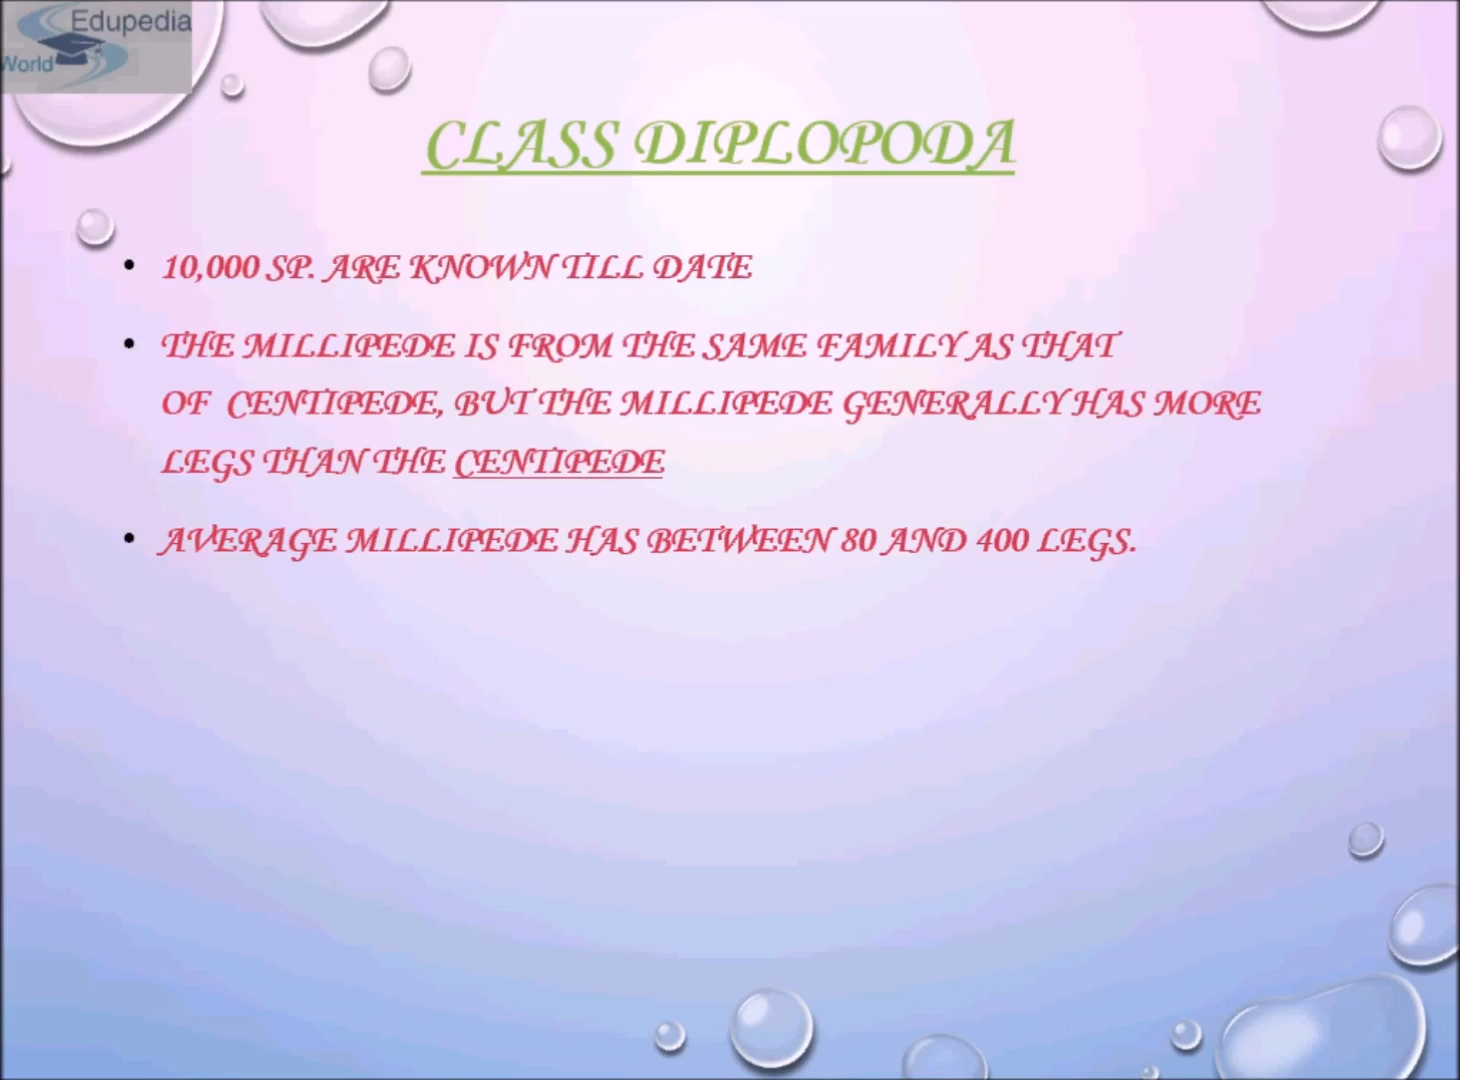 Edupedia
World
CLASS DIPLOPODA
• 10,000 SP. ARE KNOWN TILL DATE
• THE MILLIPEDE IS FROM THE SAME FAMILY AS THAT
OF CENTIPEDE, BUT THE MILLIPEDE GENERALLY HAS MORE
LEGS THAN THE CENTIPEDE
• AVERAGE MILLIPEDE HAS BETWEEN 80 AND 400 LEGS.